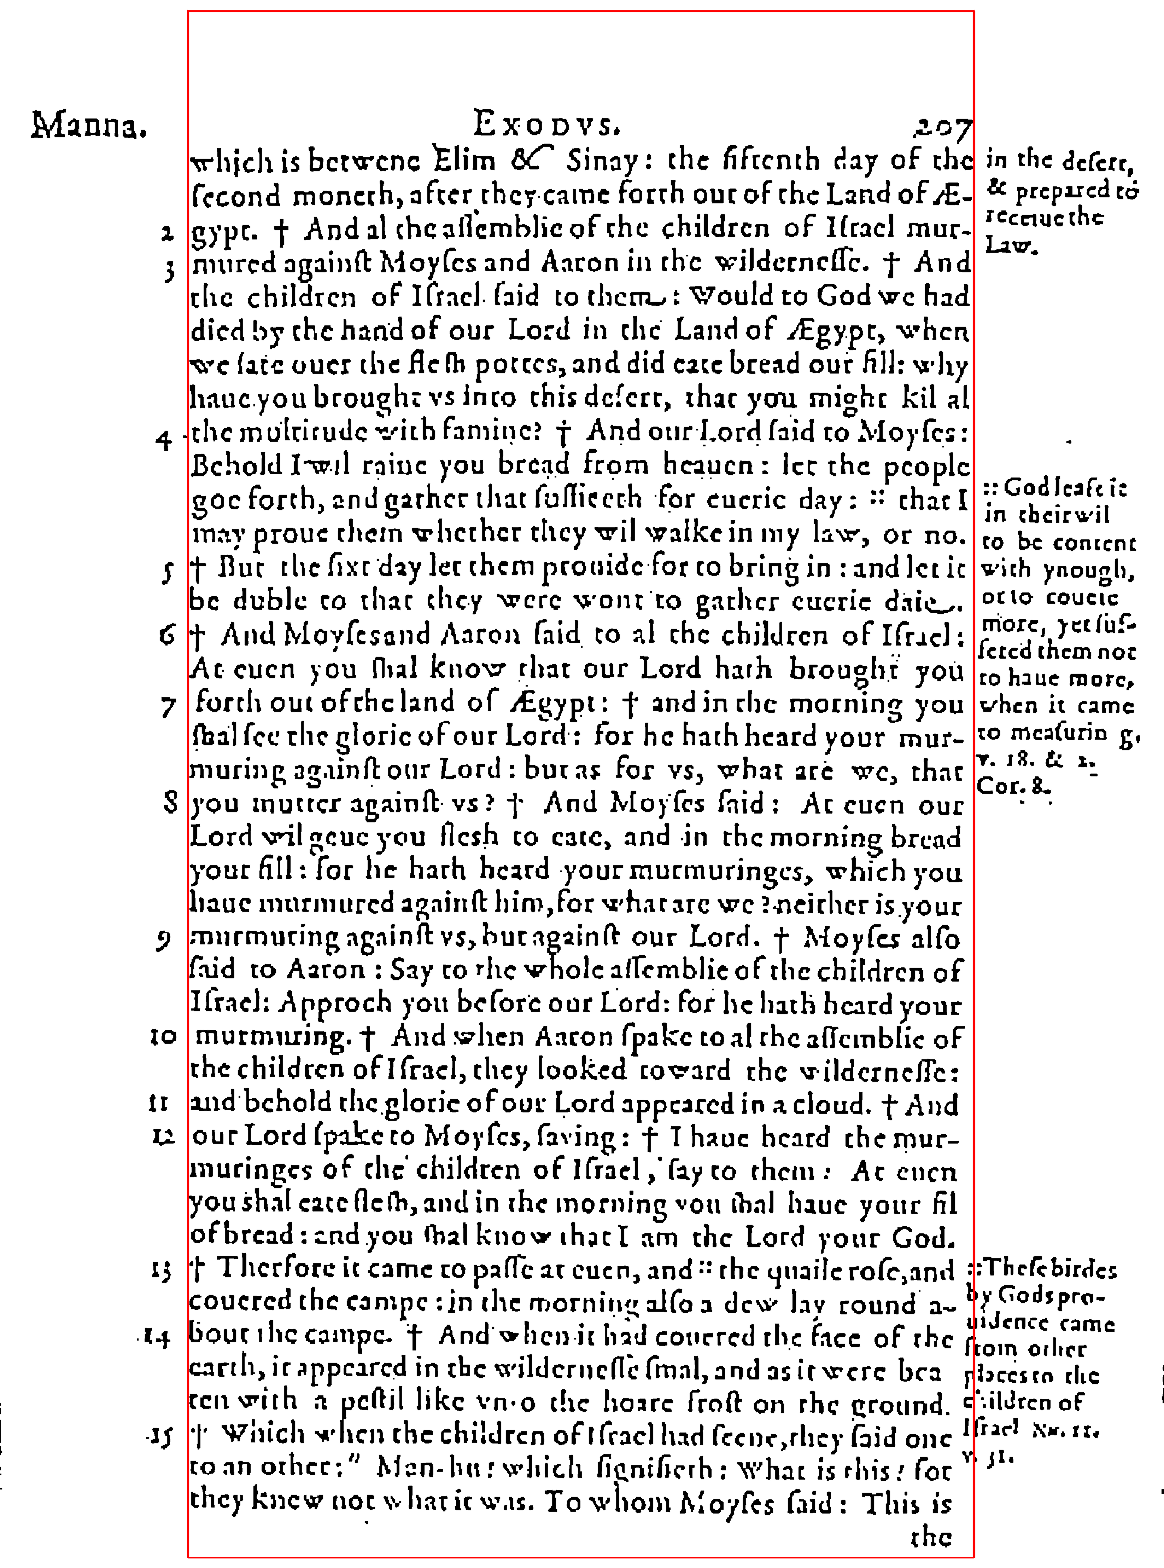 Manna. EXODVS. 207
which is betwene Elim & Sinay: the fiftenth day of the
ſecond moneth, after they came forth out of the Land of Æ-
2 gypt. † And al the aſſemblie of the children of Iſrael mur-
3 mured againſt Moyſes and Aaron in the wilderneſſe. † And
the children of Iſrael ſaid to them: Would to God we had
died by the hand of our Lord in the Land of Ægypt, when
we ſate ouer the fleſh pottes, and did eate bread our fill: why
haue you brought vs into this deſert, that you might kil al
4 the multitude with famine? † And our Lord ſaid to Moyſes:
Behold I wil raine you bread from heauen: let the people
goe forth, and gather that ſufficeth for euerie day: :: that I
may proue them whether they wil walke in my law, or no.
5 † But the ſixt day let them prouide for to bring in: and let it
be duble to that they were wont to gather euerie daie.
6 † And Moyſes and Aaron ſaid to al the children of Iſrael:
At euen you ſhal know that our Lord hath brought you
7 forth out of the land of Ægypt: † and in the morning you
ſhal ſee the glorie of our Lord: for he hath heard your mur-
muring againſt our Lord: but as for vs, what are we, that
8 you mutter againſt vs? † And Moyſes ſaid: At euen our
Lord wil geue you flesh to eate, and in the morning bread
your fill: for he hath heard your murmuringes, which you
haue murmured againſt him, for what are we? neither is your
9 murmuring againſt vs, but againſt our Lord. † Moyſes alſo
ſaid to Aaron: Say to the whole aſſemblie of the children of
Iſrael: Approch you before our Lord: for he hath heard your
10 murmuring. † And when Aaron ſpake to al the aſſemblie of
the children of Iſrael, they looked toward the wilderneſſe:
11 and behold the glorie of our Lord appeared in a cloud. † And
12 our Lord ſpake to Moyſes, ſaying: † I haue heard the mur-
muringes of the children of Iſrael, ſay to them: At euen
you shal eate fleſh, and in the morning you ſhal haue your fil
of bread: and you ſhal know that I am the Lord your God.
13 † Therfore it came to paſſe at euen, and :: the quaile roſe, and
couered the campe: in the morning alſo a dew lay round a-
14 bout the campe. † And when it had couered the face of the
earth, it appeared in the wilderneſſe ſmal, and as it were bea
ten with a peſtil like vnto the hoare froſt on the ground.
15 † Which when the children of Iſrael had ſeene, they ſaid one
to an other: " Man-hu! which ſignifieth: What is this! for
they knew not what it was. To whom Moyſes ſaid: This is
the
in the deſert,
& prepared to
receiue the
Law.
:: God leaft it
in their wil
to be content
with ynough,
or to couete
more, yet ſuf-
fered them not
to haue more,
when it came
to meaſuring,
v. 18. & 2.
Cor. 8.
:: Theſe birdes
by Gods pro-
uidence came
from other
places to the
children of
Iſrael Nu. 11.
v. 31.